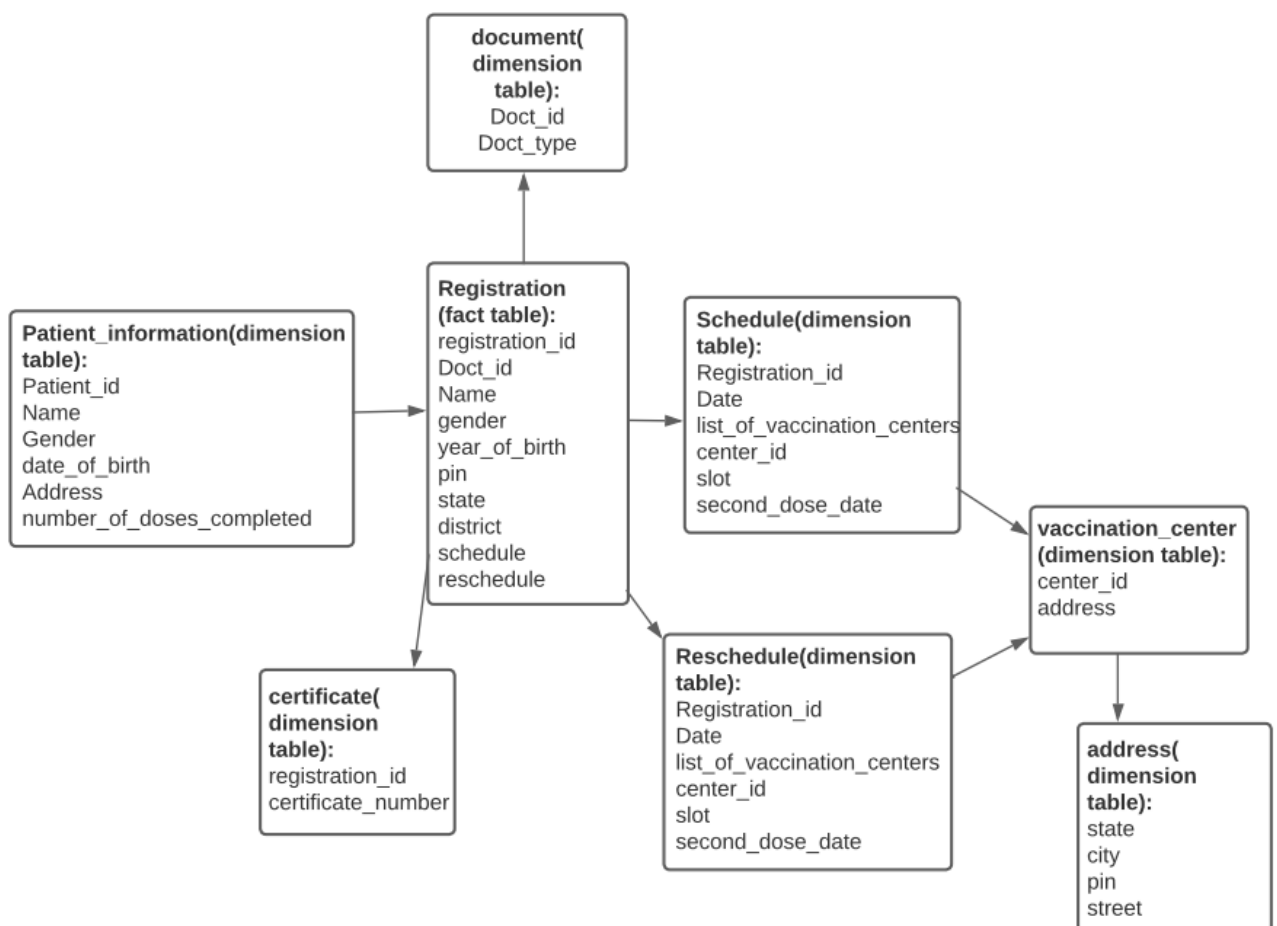 document(
dimension
table):
Doct_id
Doct_type
Patient_information(dimension
table):
Patient_id
Name
Gender
date_of_birth
Address
number_of_doses_completed
Registration
(fact table):
registration_id
Doct_id
Name
gender
year_of_birth
pin
state
district
schedule
reschedule
Schedule(dimension
table):
Registration_id
Date
list_of_vaccination_centers
center_id
slot
second_dose_date
vaccination_center
(dimension table):
center_id
address
certificate(
dimension
table):
registration_id
certificate_number
Reschedule(dimension
table):
Registration_id
Date
list_of_vaccination_centers
center_id
slot
second_dose_date
address(
dimension
table):
state
city
pin
street